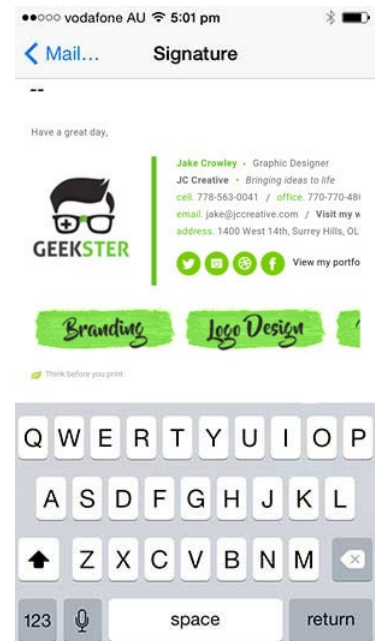 vodafone AU 5:01 pm
Mail... Signature
--
Have a great day,
Jake Crowley • Graphic Designer
JC Creative • Bringing ideas to life
cell. 778-563-0041 / office. 770-770-480
email. jake@jccreative.com / Visit my w
address. 1400 West 14th, Surrey Hills, OL
GEEKSTER
View my portfo
Branding Logo Design
Think before you print.
Q W E R T Y U I O P
A S D F G H J K L
Z X C V B N M
123 space return